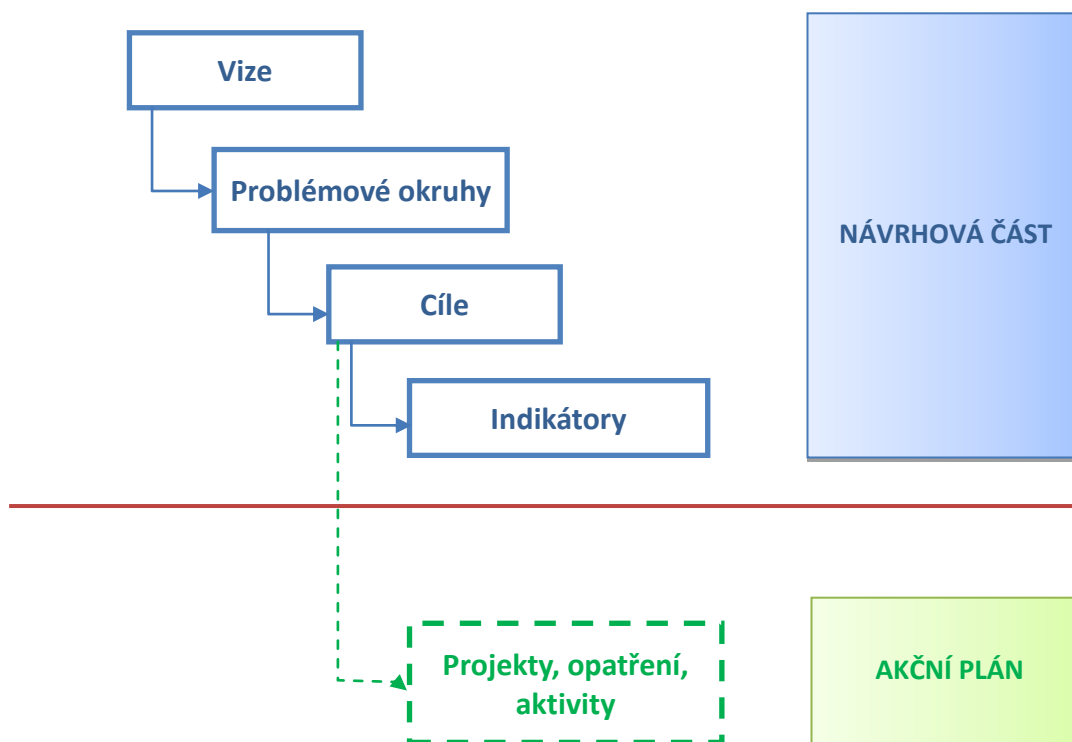 Vize
Problémové okruhy
NÁVRHOVÁ ČÁST
Cíle
Indikátory
Projekty, opatření,
aktivity
AKČNÍ PLÁN